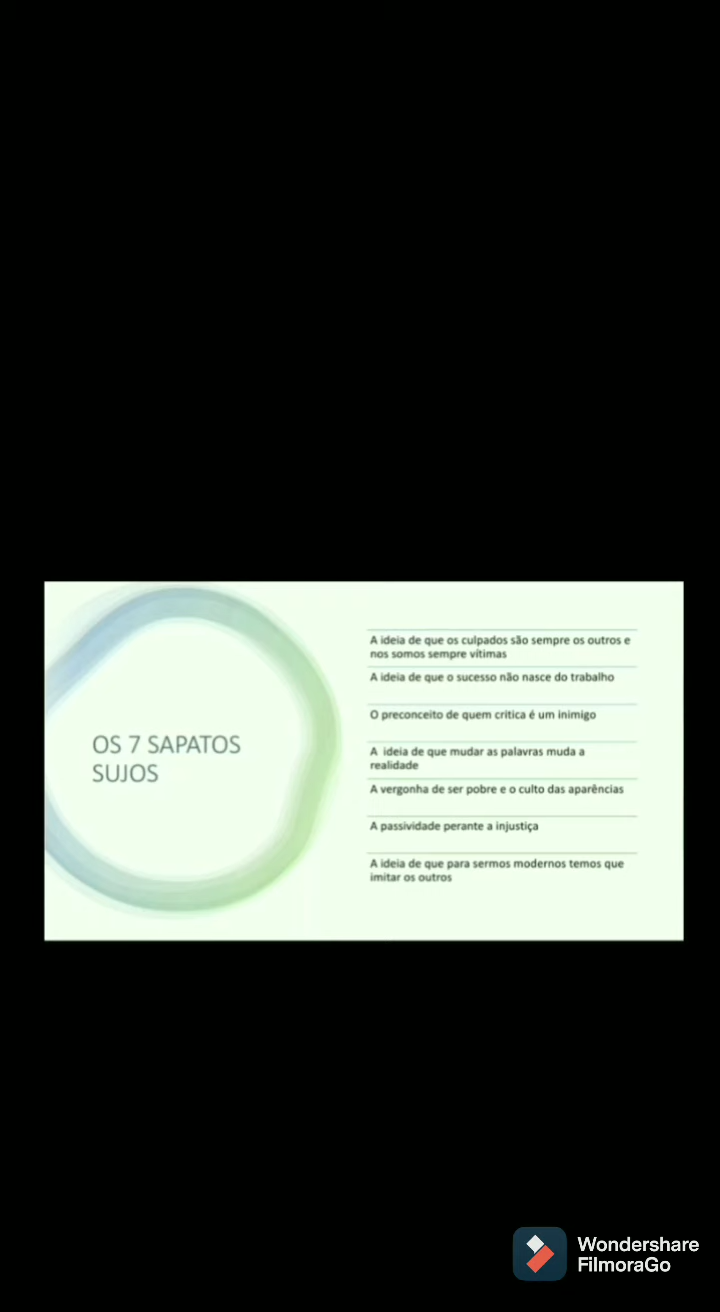 OS 7 SAPATOS
SUJOS
A ideia de que os culpados são sempre os outros e
nos somos sempre vítimas
A ideia de que o sucesso não nasce do trabalho
O preconceito de quem critica é um inimigo
A ideia de que mudar as palavras muda a
realidade
A vergonha de ser pobre e o culto das aparências
A passividade perante a injustiça
A ideia de que para sermos modernos temos que
imitar os outros
Wondershare
FilmoraGo